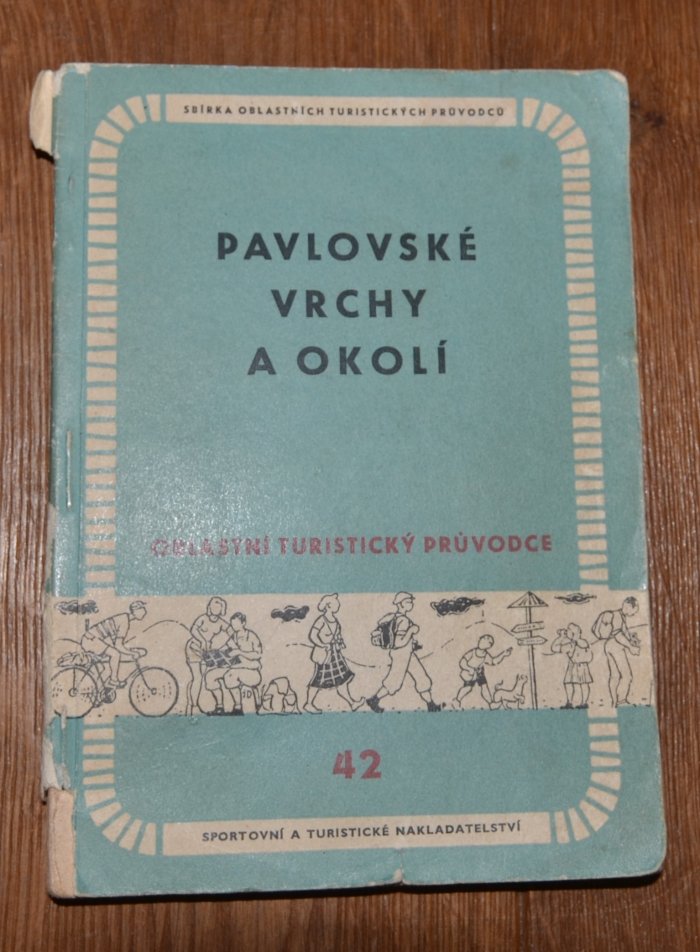 SBÍRKA OBLASTNÍCH TURISTICKÝCH PRŮVODCŮ
PAVLOVSKÉ
VRCHY
A OKOLÍ
OBLASTNÍ TURISTICKÝ PRŮVODCE
42
SPORTOVNÍ A TURISTICKÉ NAKLADATELSTVÍ